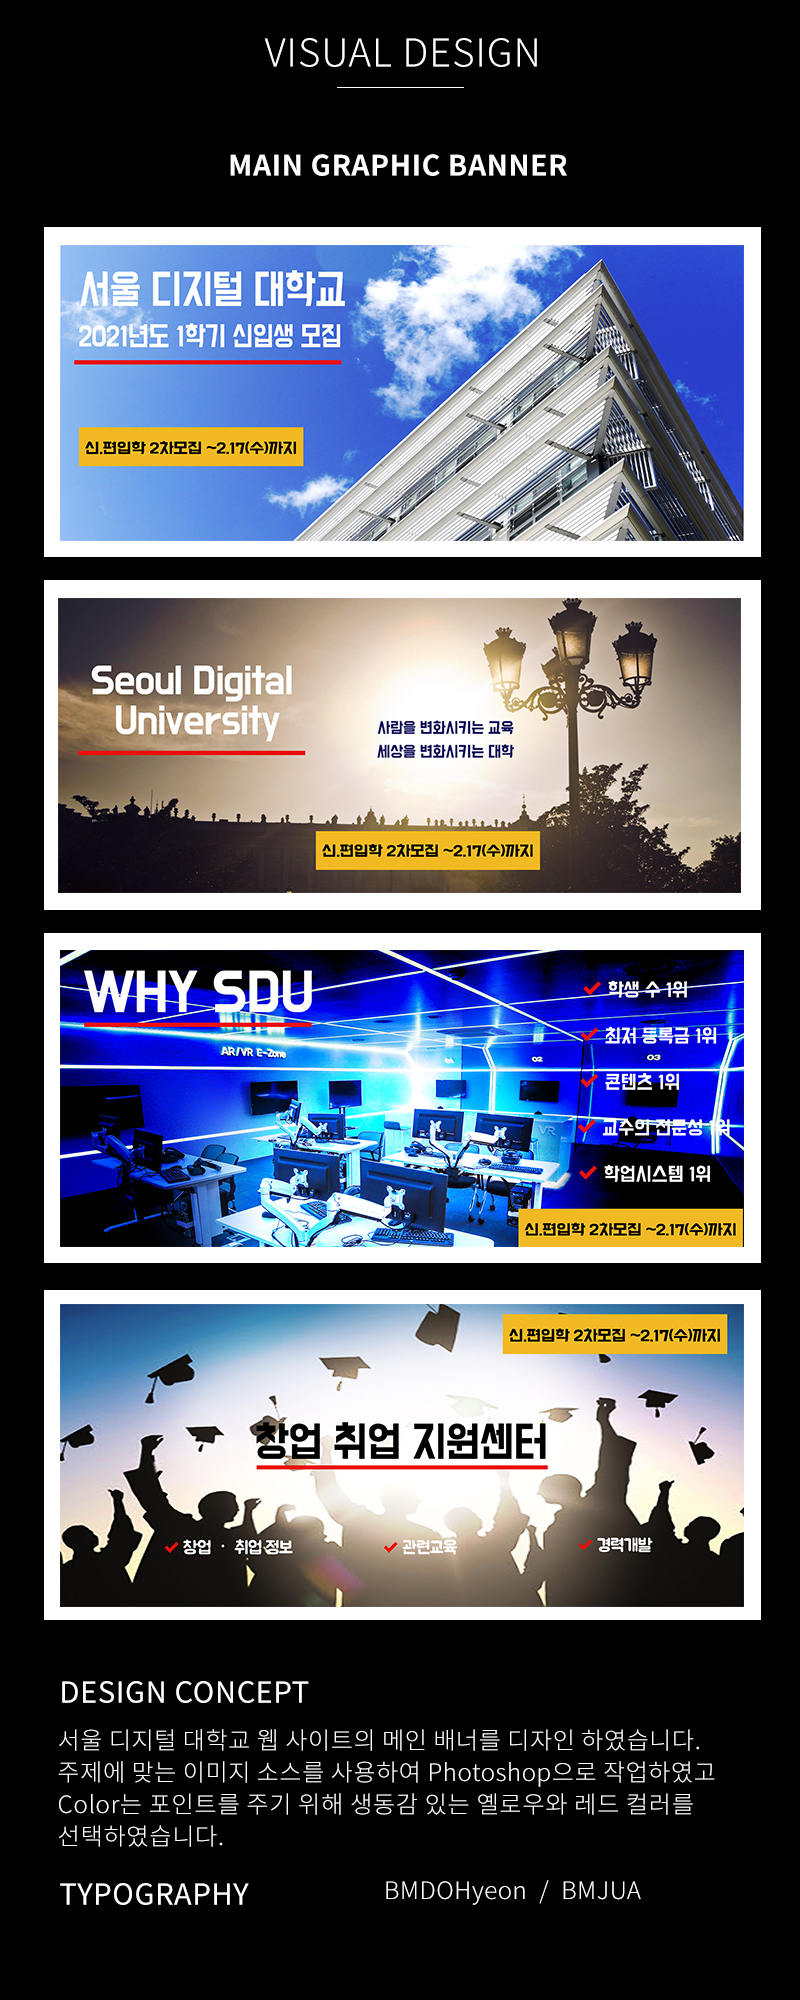 VISUAL DESIGN
MAIN GRAPHIC BANNER
서울 디지털 대학교
2021년도 1학기 신입생 모집
신.편입학 2차모집 ~2.17(수)까지
Seoul Digital
University
사람을 변화시키는 교육
세상을 변화시키는 대학
신.편입학 2차모집 ~2.17(수)까지
WHY SDU
AR/VR E-Zone
학생 수 1위
최저 등록금 1위
02
03
콘텐츠 1위
교수의 전문성 1위
VR
학업시스템 1위
신.편입학 2차모집 ~2.17(수)까지
신.편입학 2차모집 ~2.17(수)까지
창업 취업 지원센터
창업 · 취업정보
관련교육
경력개발
DESIGN CONCEPT
서울 디지털 대학교 웹 사이트의 메인 배너를 디자인 하였습니다.
주제에 맞는 이미지 소스를 사용하여 Photoshop으로 작업하였고
Color는 포인트를 주기 위해 생동감 있는 옐로우와 레드 컬러를
선택하였습니다.
TYPOGRAPHY
BMDOHyeon / BMJUA